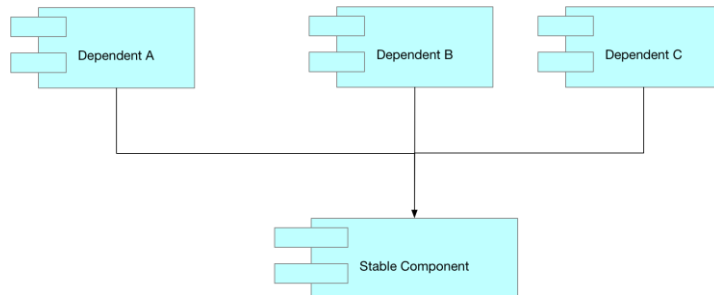 Dependent A
Dependent B
Dependent C
Stable Component